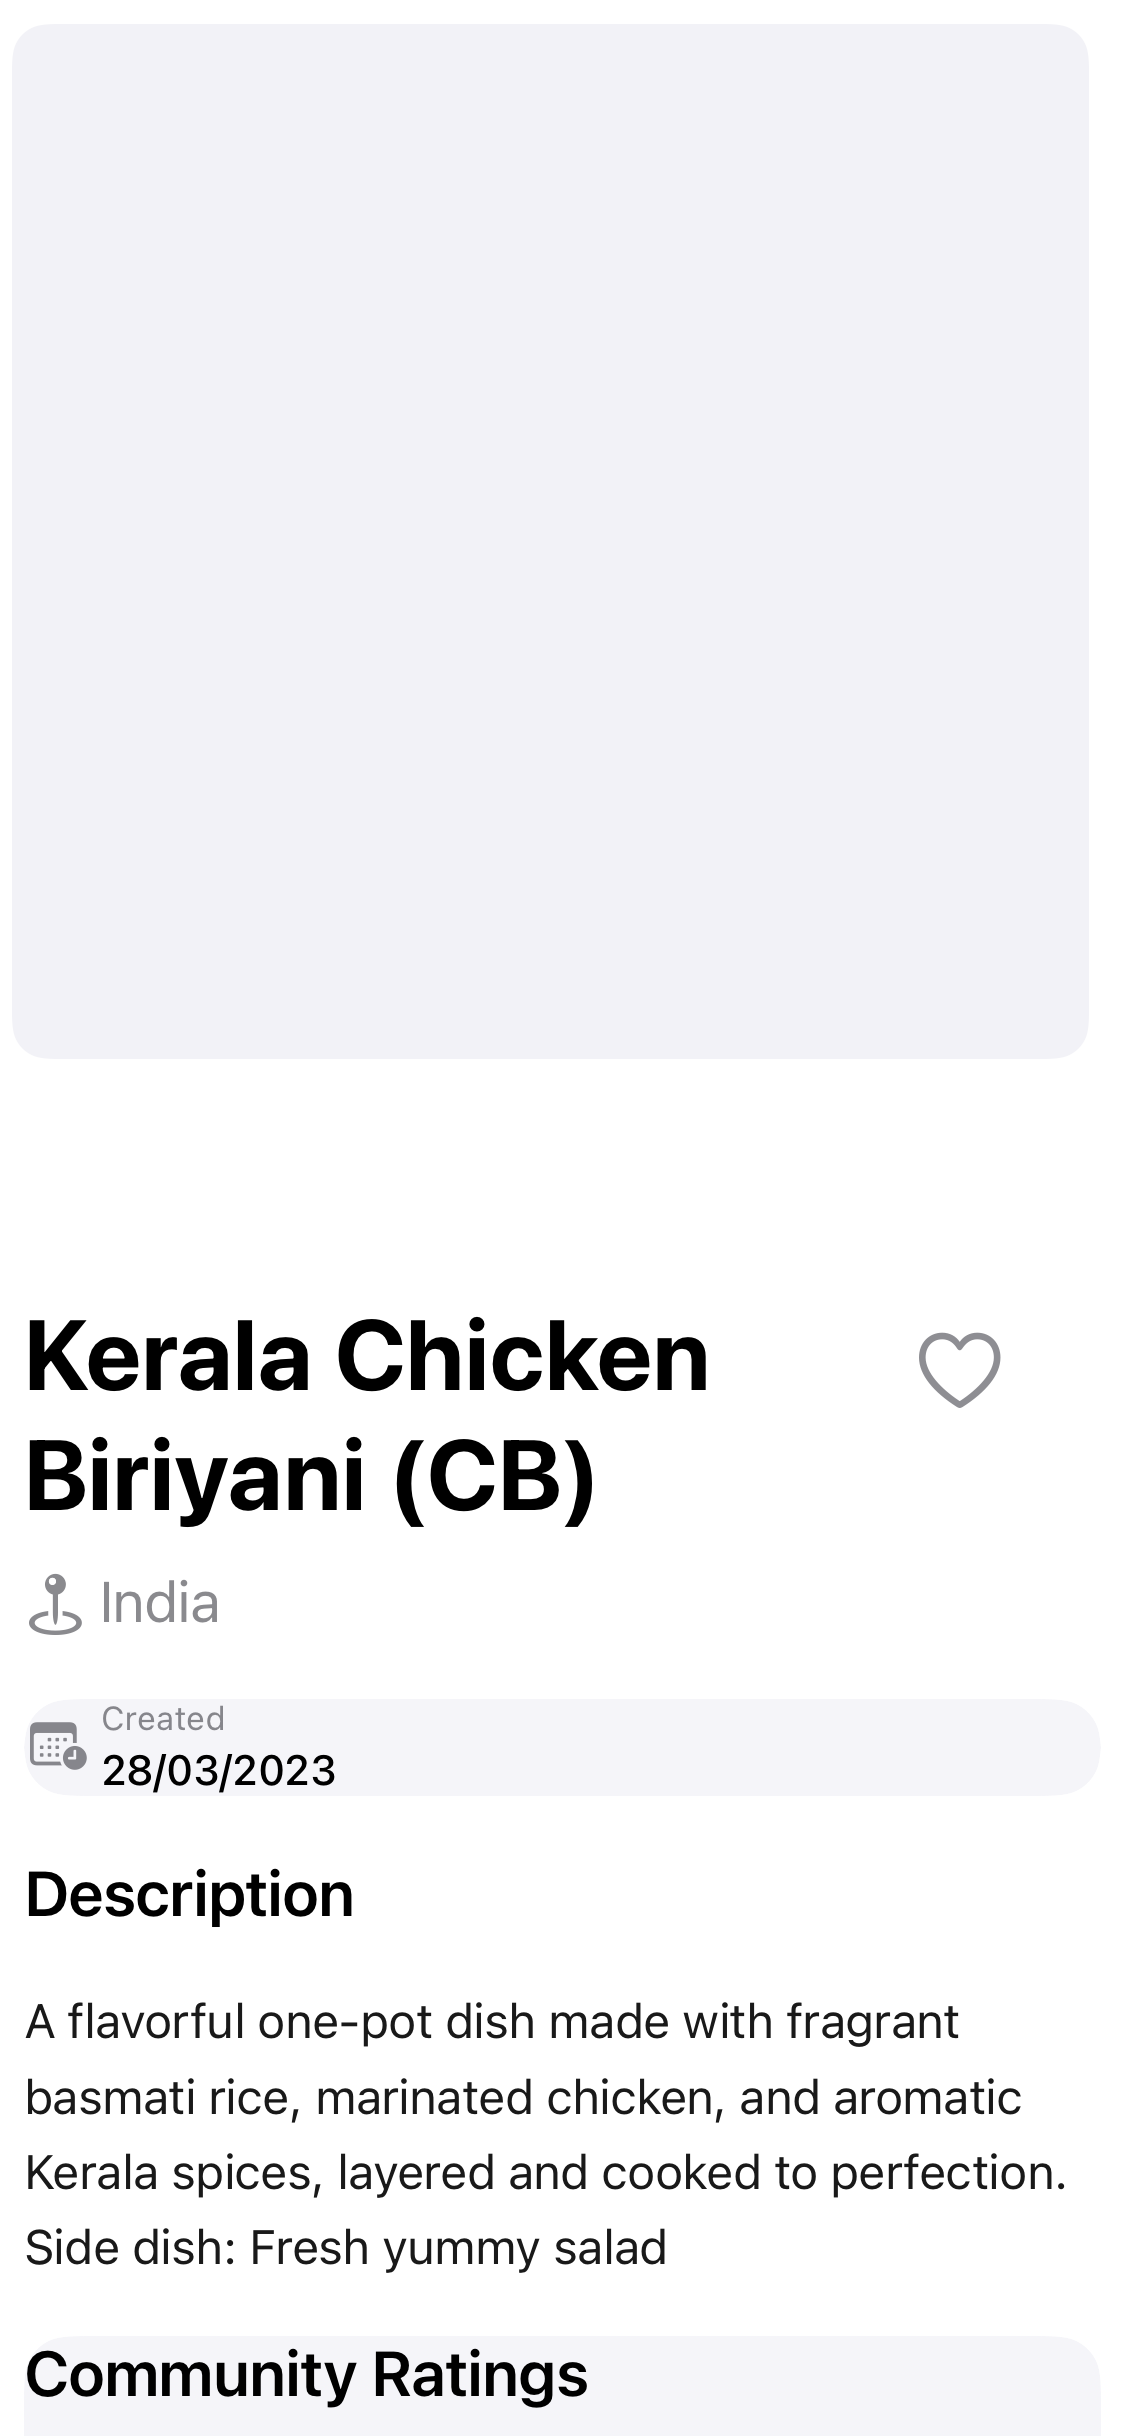 Kerala Chicken
Biriyani (CB)
India
Created
28/03/2023
Description
A flavorful one-pot dish made with fragrant
basmati rice, marinated chicken, and aromatic
Kerala spices, layered and cooked to perfection.
Side dish: Fresh yummy salad
Community Ratings